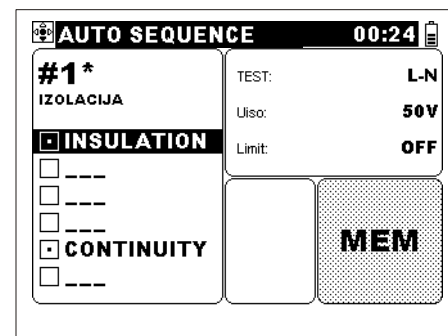 AUTO SEQUENCE 00:24
#1*
IZOLACIJA
INSULATION
___
___
___
CONTINUITY
___
TEST: L-N
Uiso: 50V
Limit: OFF
MEM